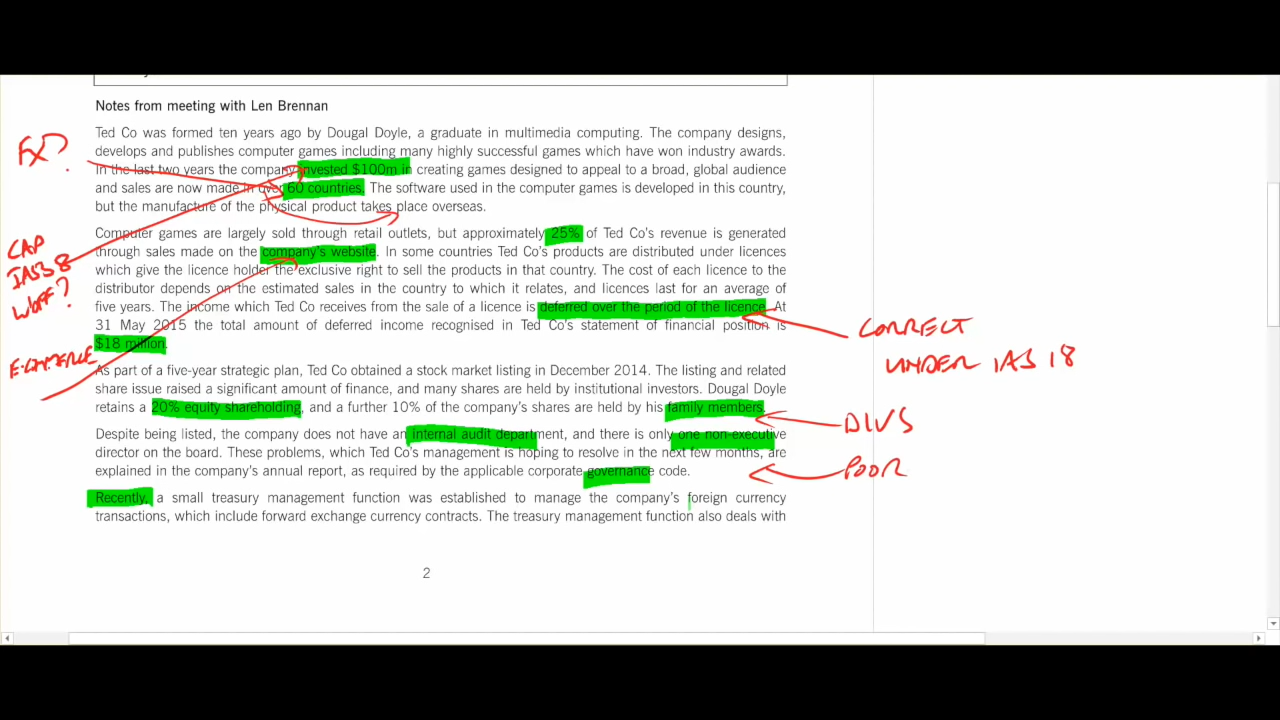 Notes from meeting with Len Brennan
Ted Co was formed ten years ago by Dougal Doyle, a graduate in multimedia computing. The company designs,
develops and publishes computer games including many highly successful games which have won industry awards.
In the last two years the company invested $100m in creating games designed to appeal to a broad, global audience
and sales are now made in over 60 countries. The software used in the computer games is developed in this country,
but the manufacture of the physical product takes place overseas.
Computer games are largely sold through retail outlets, but approximately 25% of Ted Co's revenue is generated
through sales made on the company's website. In some countries Ted Co's products are distributed under licences
which give the licence holder the exclusive right to sell the products in that country. The cost of each licence to the
distributor depends on the estimated sales in the country to which it relates, and licences last for an average of
five years. The income which Ted Co receives from the sale of a licence is deferred over the period of the licence. At
31 May 2015 the total amount of deferred income recognised in Ted Co's statement of financial position is
$18 million.
As part of a five-year strategic plan, Ted Co obtained a stock market listing in December 2014. The listing and related
share issue raised a significant amount of finance, and many shares are held by institutional investors. Dougal Doyle
retains a 20% equity shareholding, and a further 10% of the company's shares are held by his family members.
Despite being listed, the company does not have an internal audit department, and there is only one non-executive
director on the board. These problems, which Ted Co's management is hoping to resolve in the next few months, are
explained in the company's annual report, as required by the applicable corporate governance code.
Recently, a small treasury management function was established to manage the company's foreign currency
transactions, which include forward exchange currency contracts. The treasury management function also deals with
2
FX?
CAP
IAS38
W/OFF?
E-COMMERCE
CORRECT
UNDER IAS 18
DIVS
POOR